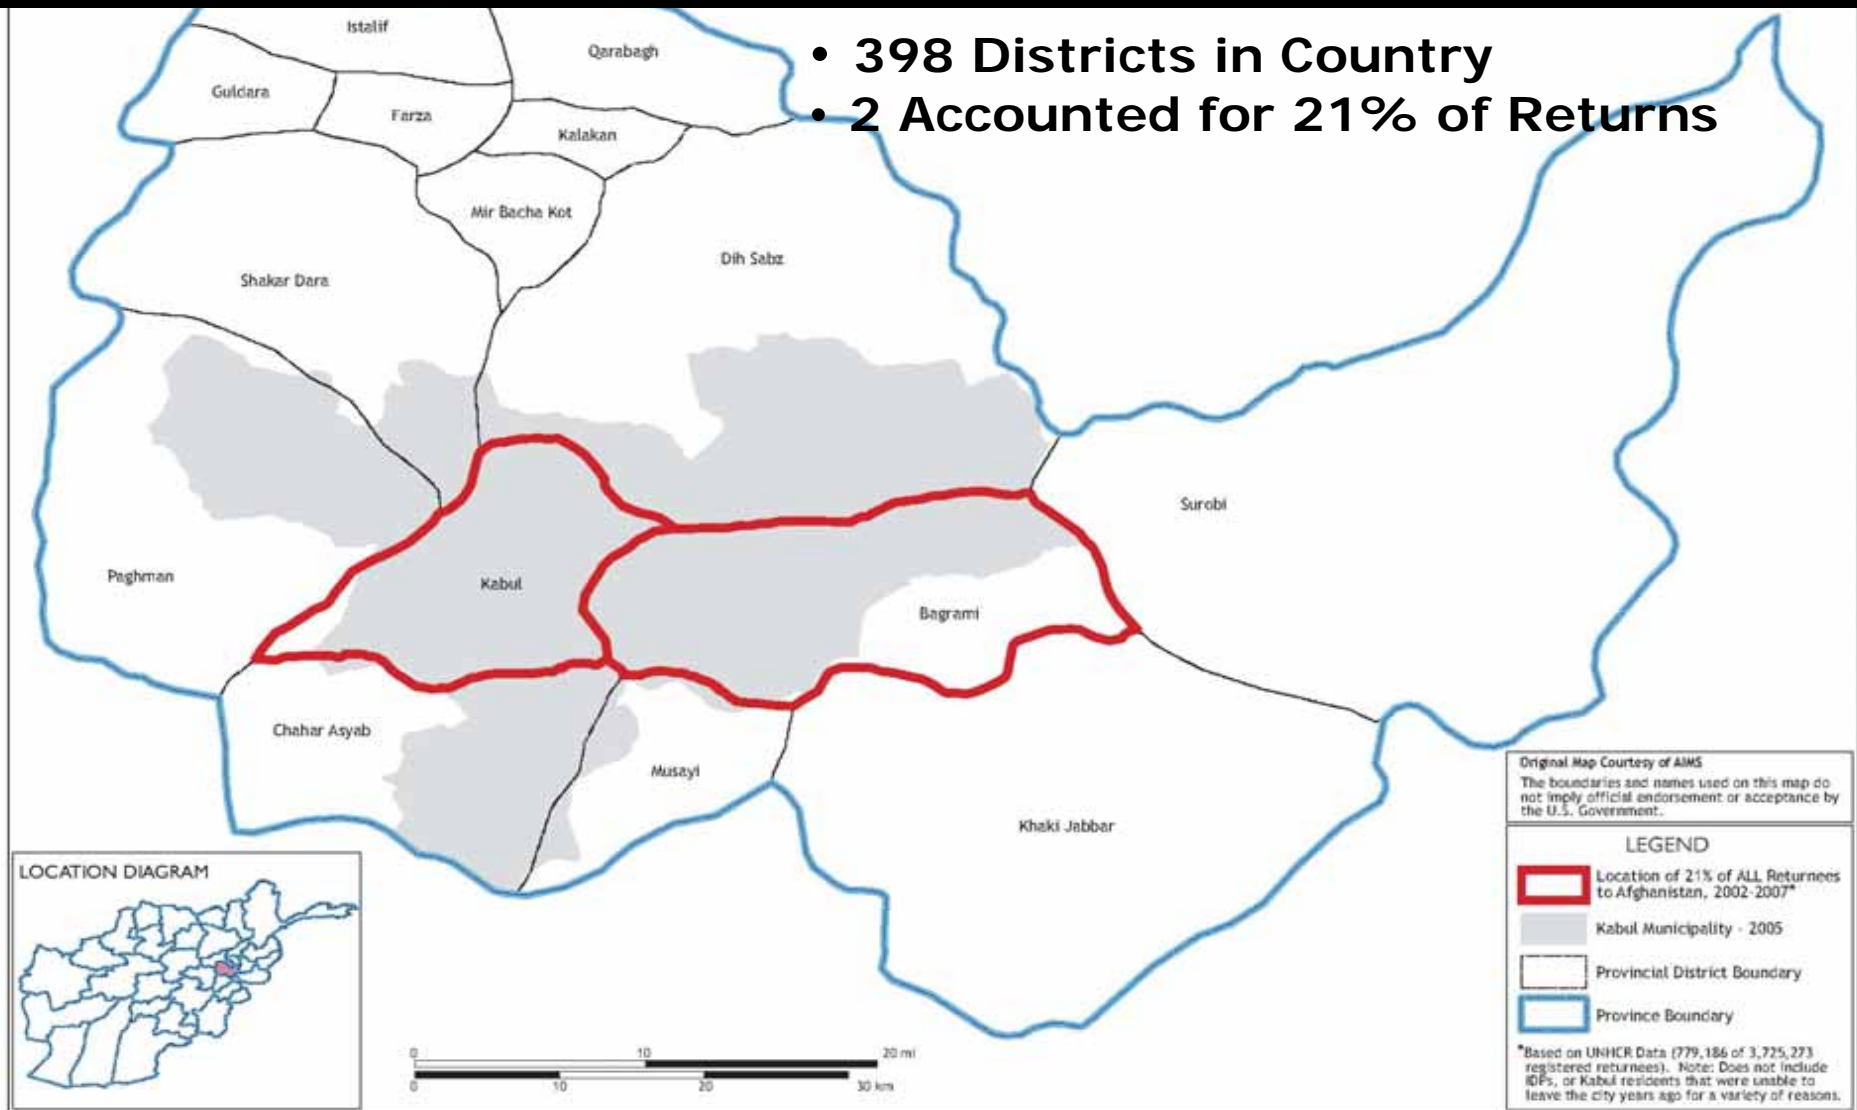 • 398 Districts in Country
• 2 Accounted for 21% of Returns
Istalif
Qarabagh
Guldara
Farza
Kalakan
Mir Bacha Kot
Dih Sabz
Shakar Dara
Surobi
Paghman
Kabul
Bagrami
Chahar Asyab
Musayi
Khaki Jabbar
Original Map Courtesy of AIMS
The boundaries and names used on this map do
not imply official endorsement or acceptance by
the U.S. Government.
LEGEND
Location of 21% of ALL Returnees
to Afghanistan, 2002-2007*
Kabul Municipality - 2005
Provincial District Boundary
Province Boundary
*Based on UNHCR Data (779,186 of 3,725,273
registered returnees). Note: Does not include
IDPs, or Kabul residents that were unable to
leave the city years ago for a variety of reasons.
LOCATION DIAGRAM
0 10 20 mi
0 10 20 30 km